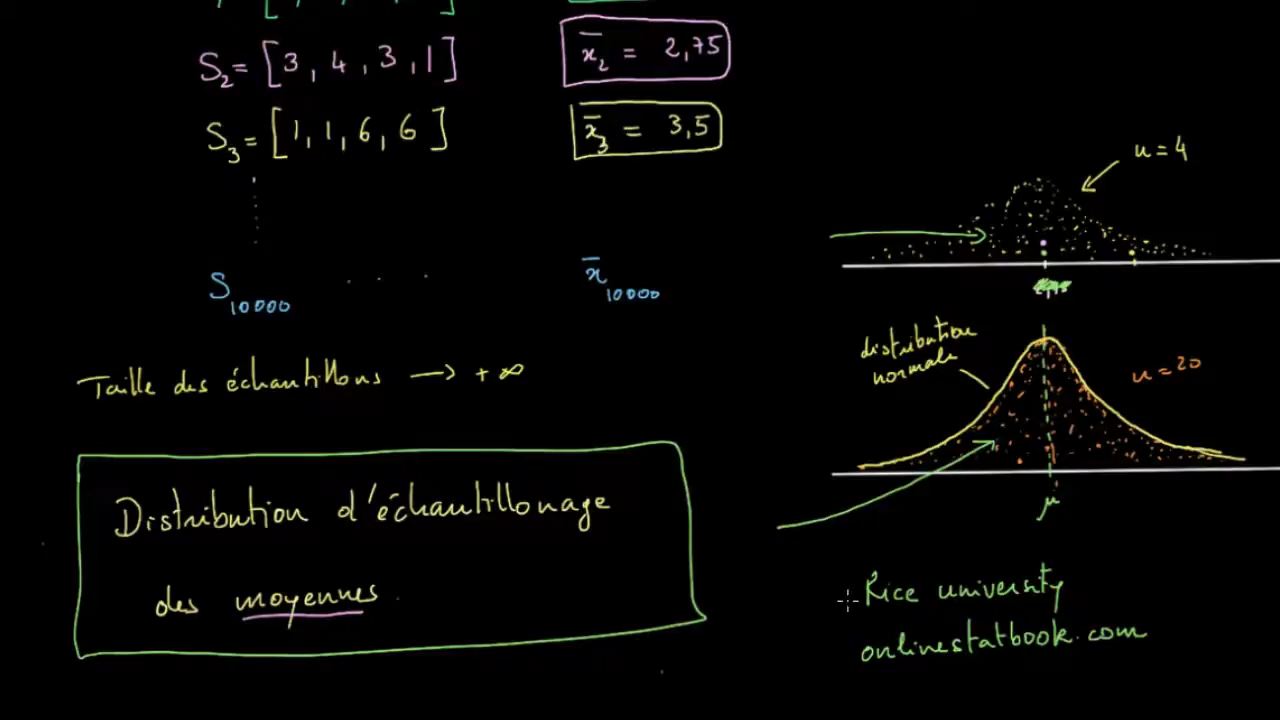 S₂ = [3, 4, 3, 1]
x̄₂ = 2,75
S₃ = [1, 1, 6, 6]
x̄₃ = 3,5
n = 4
S₁₀₀₀₀
x̄₁₀₀₀₀
distribution
normale
n = 20
Taille des échantillons → + ∞
Distribution d'échantillonage
des moyennes
μ
Rice university
onlinestatbook.com